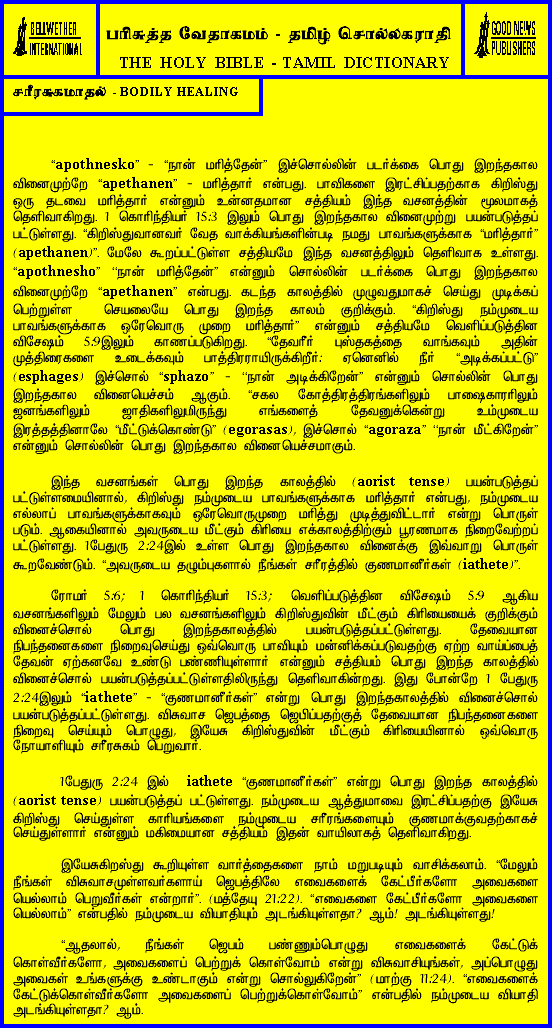 BELLWETHER
INTERNATIONAL
பரிசுத்த வேதாகமம் - தமிழ் சொல்லகராதி
THE HOLY BIBLE - TAMIL DICTIONARY
GOOD NEWS
PUBLISHERS
சரீரசுகமாதல் - BODILY HEALING
“apothnesko” - “நான் மரித்தேன்” இச்சொல்லின் படர்க்கை பொது இறந்தகால
வினைமுற்றே “apethanen” - மரித்தார் என்பது. பாவிகளை இரட்சிப்பதற்காக கிறிஸ்து
ஒரு தடவை மரித்தார் என்னும் உன்னதமான சத்தியம் இந்த வசனத்தின் மூலமாகத்
தெளிவாகிறது. 1 கொரிந்தியர் 15:3 இலும் பொது இறந்தகால வினைமுற்று பயன்படுத்தப்
பட்டுள்ளது. “கிறிஸ்துவானவர் வேத வாக்கியங்களின்படி நமது பாவங்களுக்காக “மரித்தார்”
(apethanen)”. மேலே கூறப்பட்டுள்ள சத்தியமே இந்த வசனத்திலும் தெளிவாக உள்ளது.
“apothnesho” “நான் மரித்தேன்” என்னும் சொல்லின் படர்க்கை பொது இறந்தகால
வினைமுற்றே “apethanen” என்பது. கடந்த காலத்தில் முழுவதுமாகச் செய்து முடிக்கப்
பெற்றுள்ள செயலையே பொது இறந்த காலம் குறிக்கும். “கிறிஸ்து நம்முடைய
பாவங்களுக்காக ஒரேவொரு முறை மரித்தார்” என்னும் சத்தியமே வெளிப்படுத்தின
விசேஷம் 5:9இலும் காணப்படுகிறது. “தேவரீர் புஸ்தகத்தை வாங்கவும் அதின்
முத்திரைகளை உடைக்கவும் பாத்திரராயிருக்கிறீர்: ஏனெனில் நீர் “அடிக்கப்பட்டு”
(esphages) இச்சொல் “sphazo” - “நான் அடிக்கிறேன்” என்னும் சொல்லின் பொது
இறந்தகால வினையெச்சம் ஆகும். “சகல கோத்திரத்திரங்களிலும் பாஷைகாரரிலும்
ஜனங்களிலும் ஜாதிகளிலுமிருந்து எங்களைத் தேவனுக்கென்று உம்முடைய
இரத்தத்தினாலே “மீட்டுக்கொண்டு” (egorasas), இச்சொல் “agoraza” “நான் மீட்கிறேன்”
என்னும் சொல்லின் பொது இறந்தகால வினையெச்சமாகும்.
இந்த வசனங்கள் பொது இறந்த காலத்தில் (aorist tense) பயன்படுத்தப்
பட்டுள்ளமையினால், கிறிஸ்து நம்முடைய பாவங்களுக்காக மரித்தார் என்பது, நம்முடைய
எல்லாப் பாவங்களுக்காகவும் ஒரேவொருமுறை மரித்து முடித்துவிட்டார் என்று பொருள்
படும். ஆகையினால் அவருடைய மீட்கும் கிரியை எக்காலத்திற்கும் பூரணமாக நிறைவேற்றப்
பட்டுள்ளது. 1பேதுரு 2:24இல் உள்ள பொது இறந்தகால வினைக்கு இவ்வாறு பொருள்
கூறவேண்டும். “அவருடைய தழும்புகளால் நீங்கள் சரீரத்தில் குணமானீர்கள் (iathete)”.
ரோமர் 5:6; 1 கொரிந்தியர் 15:3; வெளிப்படுத்தின விசேஷம் 5:9 ஆகிய
வசனங்களிலும் மேலும் பல வசனங்களிலும் கிறிஸ்துவின் மீட்கும் கிரியையைக் குறிக்கும்
வினைச்சொல் பொது இறந்தகாலத்தில் பயன்படுத்தப்பட்டுள்ளது. தேவையான
நிபந்தனைகளை நிறைவுசெய்து ஒவ்வொரு பாவியும் மன்னிக்கப்படுவதற்கு ஏற்ற வாய்ப்பைத்
தேவன் ஏற்கனவே உண்டு பண்ணியுள்ளார் என்னும் சத்தியம் பொது இறந்த காலத்தில்
வினைச்சொல் பயன்படுத்தப்பட்டுள்ளதிலிருந்து தெளிவாகின்றது. இது போன்றே 1 பேதுரு
2:24இலும் “iathete” - “குணமானீர்கள்” என்று பொது இறந்தகாலத்தில் வினைச்சொல்
பயன்படுத்தப்பட்டுள்ளது. விசுவாச ஜெபத்தை ஜெபிப்பதற்குத் தேவையான நிபந்தனைகளை
நிறைவு செய்யும் பொழுது, இயேசு கிறிஸ்துவின் மீட்கும் கிரியையினால் ஒவ்வொரு
நோயாளியும் சரீரசுகம் பெறுவார்.
1பேதுரு 2:24 இல் iathete “குணமானீர்கள்” என்று பொது இறந்த காலத்தில்
(aorist tense) பயன்படுத்தப் பட்டுள்ளது. நம்முடைய ஆத்துமாவை இரட்சிப்பதற்கு இயேசு
கிறிஸ்து செய்துள்ள காரியங்களை நம்முடைய சரீரங்களையும் குணமாக்குவதற்காகச்
செய்துள்ளார் என்னும் மகிமையான சத்தியம் இதன் வாயிலாகத் தெளிவாகிறது.
இயேசுகிறஸ்து கூறியுள்ள வார்த்தைகளை நாம் மறுபடியும் வாசிக்கலாம். “மேலும்
நீங்கள் விசுவாசமுள்ளவர்களாய் ஜெபத்திலே எவைகளைக் கேட்பீர்களோ அவைகளை
யெல்லாம் பெறுவீர்கள் என்றார்”. (மத்தேயு 21:22). “எவைகளை கேட்பீர்களோ அவைகளை
யெல்லாம்” என்பதில் நம்முடைய வியாதியும் அடங்கியுள்ளதா? ஆம்! அடங்கியுள்ளது!
“ஆதலால், நீங்கள் ஜெபம் பண்ணும்பொழுது எவைகளைக் கேட்டுக்
கொள்வீர்களோ, அவைகளைப் பெற்றுக் கொள்வோம் என்று விசுவாசியுங்கள், அப்பொழுது
அவைகள் உங்களுக்கு உண்டாகும் என்று சொல்லுகிறேன்” (மாற்கு 11:24). “எவைகளைக்
கேட்டுக்கொள்வீர்களோ அவைகளைப் பெற்றுக்கொள்வோம்” என்பதில் நம்முடைய வியாதி
அடங்கியுள்ளதா? ஆம்.